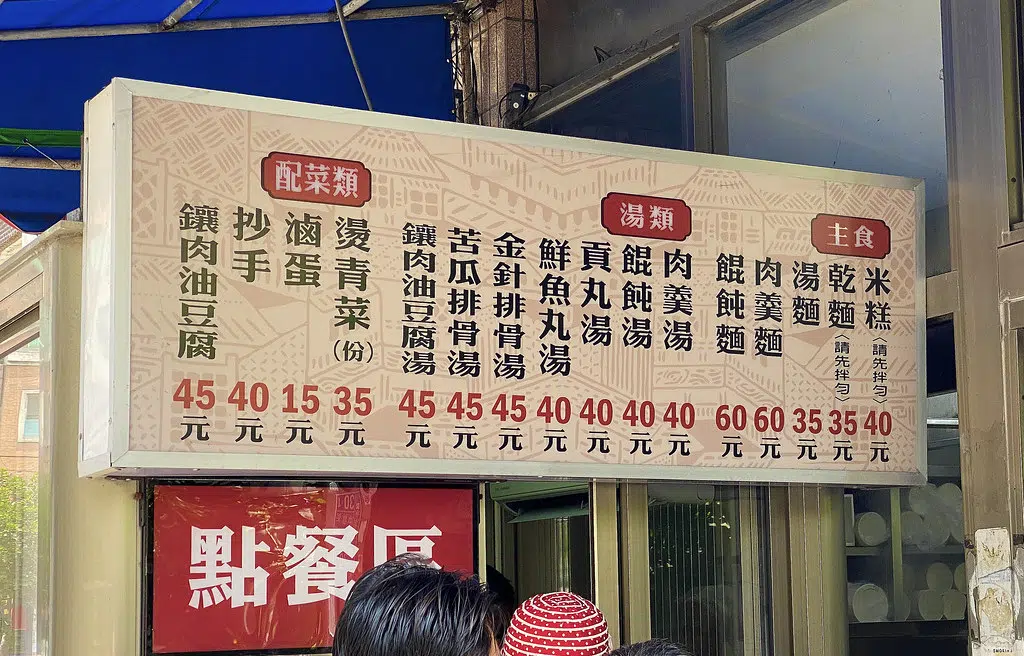 主食
米糕(請先拌勻)40元
乾麵(請先拌勻)35元
湯麵35元
肉羹麵60元
餛飩麵60元
湯類
肉羹湯40元
餛飩湯40元
貢丸湯40元
鮮魚丸湯40元
金針排骨湯45元
苦瓜排骨湯45元
鑲肉油豆腐湯45元
配菜類
燙青菜(份)35元
滷蛋15元
抄手40元
鑲肉油豆腐45元
點餐區